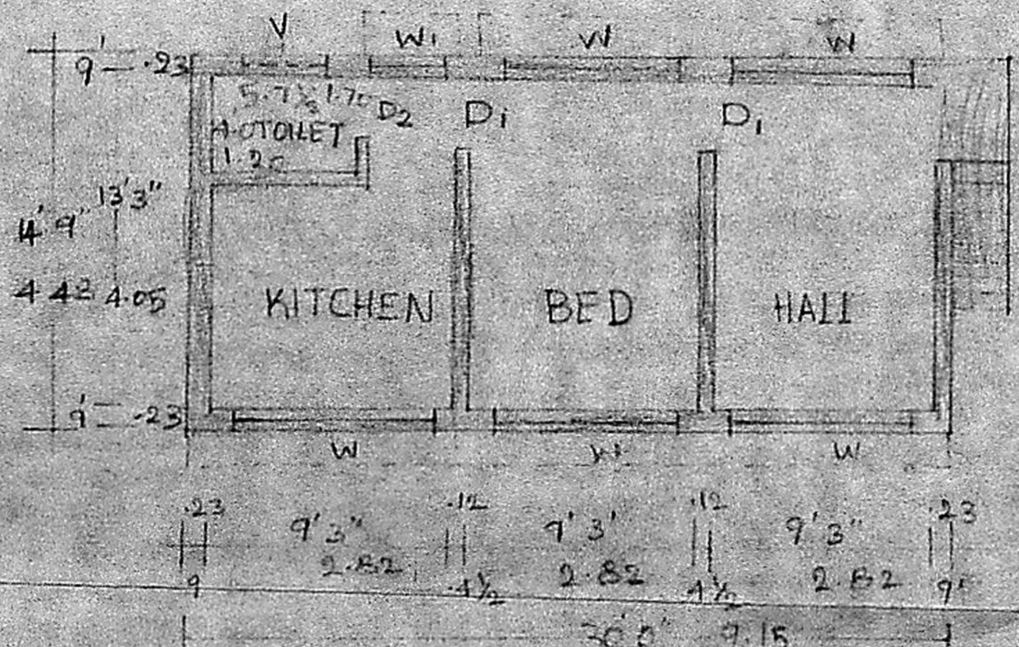 V W1 W W
9' .23
5.7 x 1.70 D2 D1 D1
TOILET
1.20
13'3"
4'9"
4.43 4.05
KITCHEN BED HALL
9' .23
W W W
.23 .12 .12 .23
9'3" 9'3' 9'3"
2.82 2.82 2.82
9 4½ 4½ 9"
30'0" 9.15